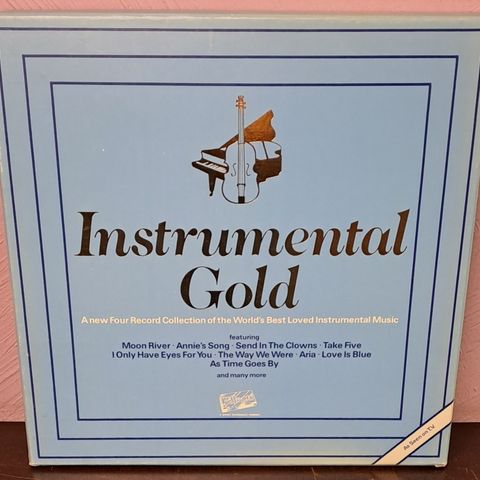 Instrumental
Gold
A new Four Record Collection of the World's Best Loved Instrumental Music
featuring
Moon River · Annie's Song · Send In The Clowns · Take Five
I Only Have Eyes For You · The Way We Were · Aria · Love Is Blue
As Time Goes By
and many more
As Seen on T.V.